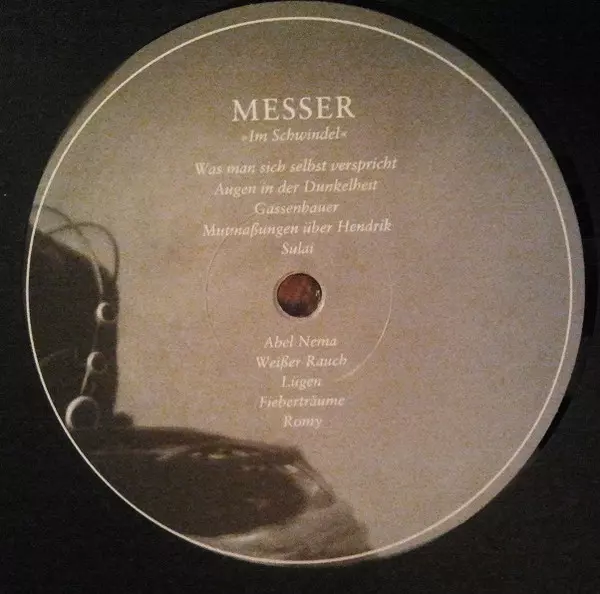 MESSER
»Im Schwindel«
Was man sich selbst verspricht
Augen in der Dunkelheit
Gassenhauer
Mutmaßungen über Hendrik
Sulai
Abel Nema
Weißer Rauch
Lügen
Fieberträume
Romy